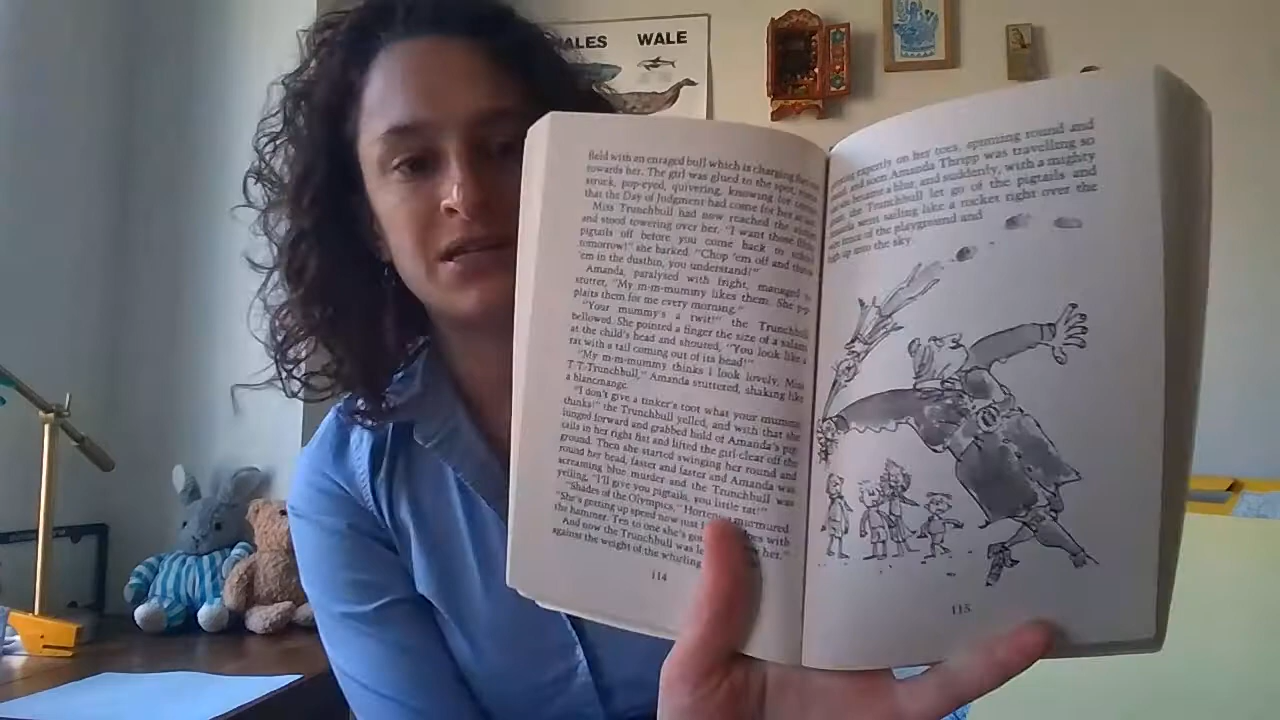 ALES WALE
field with an enraged bull which is charging
towards her. The girl was glued to the spot,
struck, pop-eyed, quivering, knowing for
that the Day of Judgment had come for her at
Miss Trunchbull had now reached the
and stood towering over her. "I want those
pigtails off before you come back to school
tomorrow!" she barked. "Chop 'em off and
'em in the dustbin, you understand?"
Amanda, paralysed with fright, managed to
stutter, "My m-m-mummy likes them. She
plaits them for me every morning."
"Your mummy's a twit!" the Trunchbull
bellowed. She pointed a finger the size of a salami
at the child's head and shouted, "You look like a
rat with a tail coming out of its head!"
"My m-m-mummy thinks I look lovely, Miss
T-T-Trunchbull," Amanda stuttered, shaking like
a blancmange.
"I don't give a tinker's toot what your mummy
thinks!" the Trunchbull yelled, and with that she
lunged forward and grabbed hold of Amanda's pig-
tails in her right fist and lifted the girl clear off the
ground. Then she started swinging her round and
round her head, faster and faster and Amanda was
screaming blue murder and the Trunchbull was
yelling, "I'll give you pigtails, you little rat!"
"Shades of the Olympics," murmured
"She's getting up speed now just with
the hammer. Ten to one she's her."
And now the Trunchbull was
against the weight of the whirling
114
expertly on her toes, spinning round and
and soon Amanda Thripp was travelling so
she became a blur, and suddenly, with a mighty
the Trunchbull let go of the pigtails and
Amanda went sailing like a rocket right over the
fence of the playground and
high up into the sky.
115